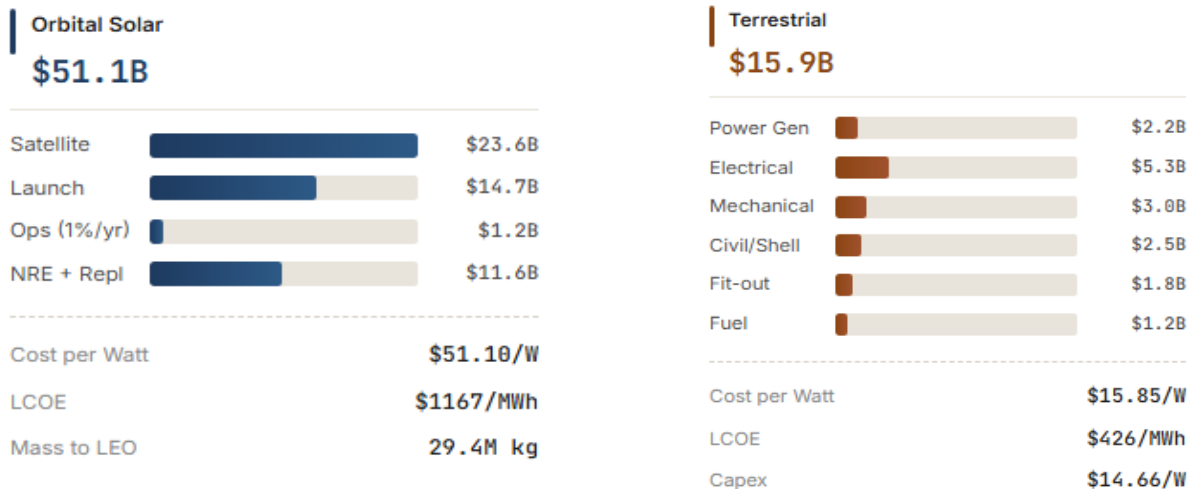 Orbital Solar
$51.1B
Satellite $23.6B
Launch $14.7B
Ops (1%/yr) $1.2B
NRE + Repl $11.6B
Cost per Watt $51.10/W
LCOE $1167/MWh
Mass to LEO 29.4M kg
Terrestrial
$15.9B
Power Gen $2.2B
Electrical $5.3B
Mechanical $3.0B
Civil/Shell $2.5B
Fit-out $1.8B
Fuel $1.2B
Cost per Watt $15.85/W
LCOE $426/MWh
Capex $14.66/W